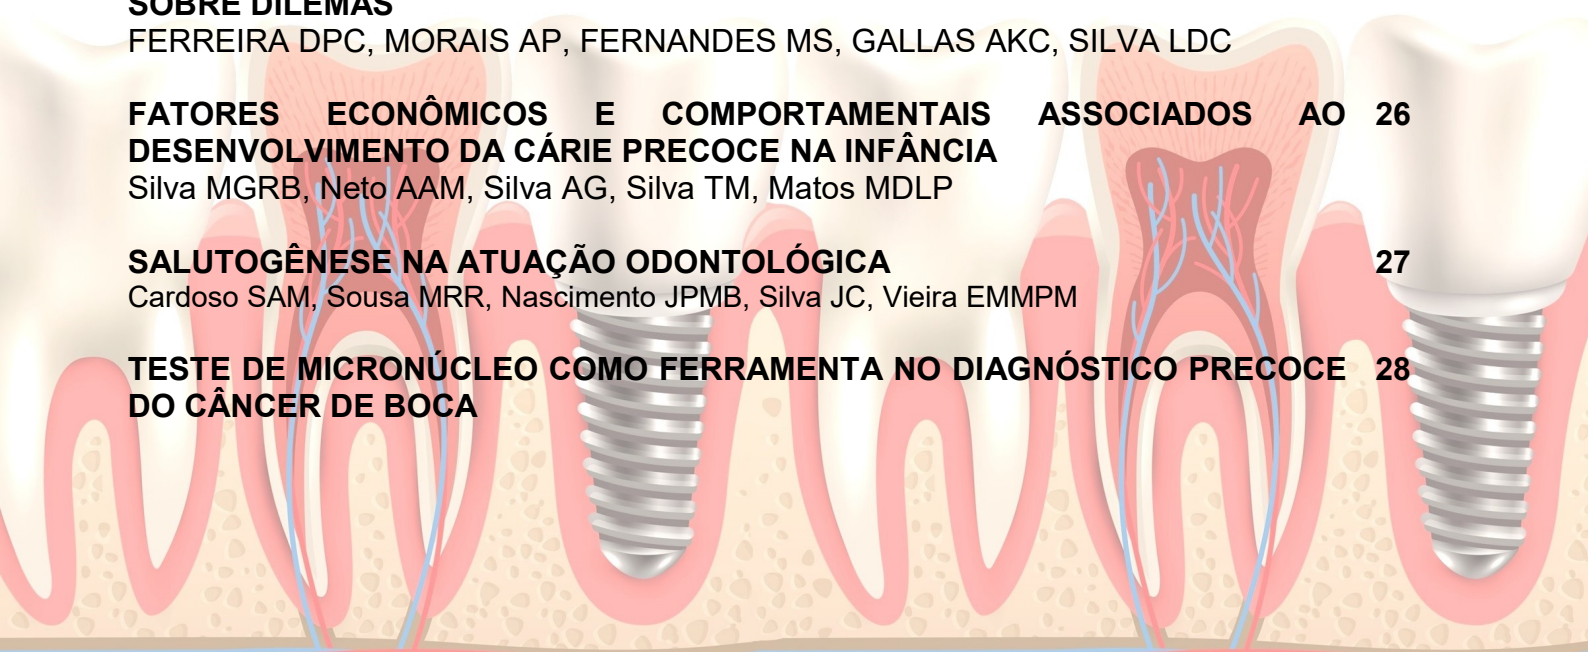 SOBRE DILEMAS
FERREIRA DPC, MORAIS AP, FERNANDES MS, GALLAS AKC, SILVA LDC
FATORES ECONÔMICOS E COMPORTAMENTAIS ASSOCIADOS AO 26
DESENVOLVIMENTO DA CÁRIE PRECOCE NA INFÂNCIA
Silva MGRB, Neto AAM, Silva AG, Silva TM, Matos MDLP
SALUTOGÊNESE NA ATUAÇÃO ODONTOLÓGICA 27
Cardoso SAM, Sousa MRR, Nascimento JPMB, Silva JC, Vieira EMMPM
TESTE DE MICRONÚCLEO COMO FERRAMENTA NO DIAGNÓSTICO PRECOCE 28
DO CÂNCER DE BOCA